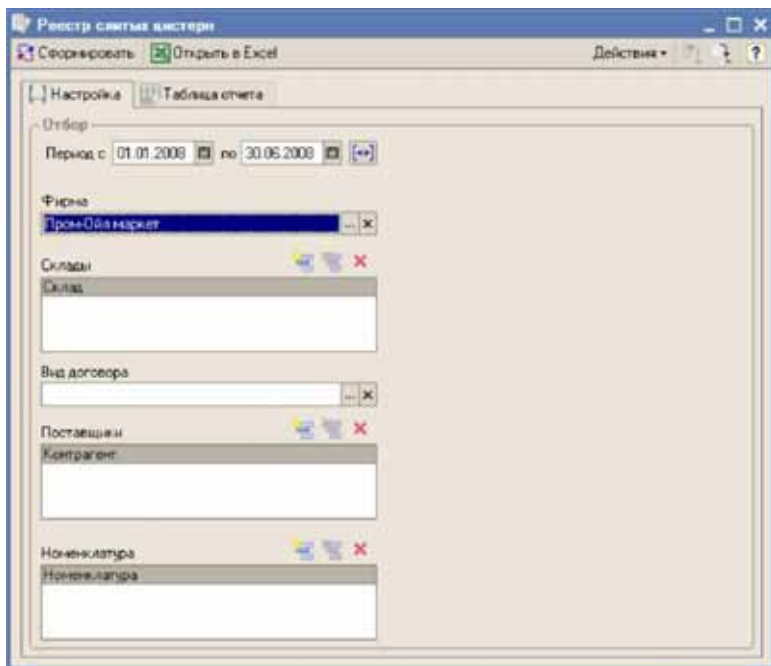 Реестр слитых цистерн
Сформировать Открыть в Excel Действия
[...] Настройка Таблица отчета
Отбор
Период с 01.01.2008 по 30.06.2008
Фирма
Пром-Ойл маркет ... ×
Склады
Склад
Вид договора
... ×
Поставщики
Контрагент
Номенклатура
Номенклатура